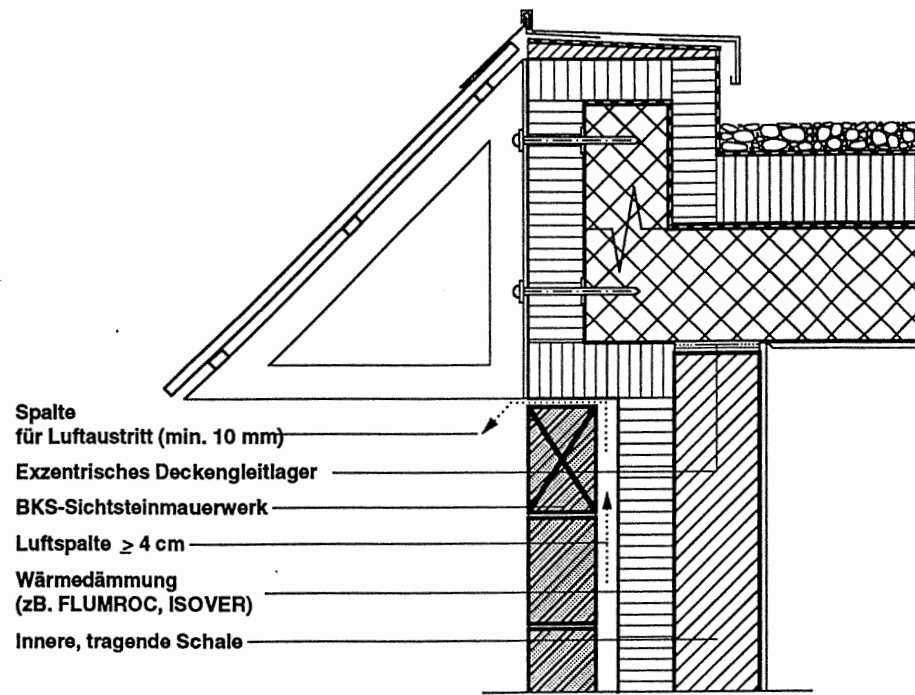 Spalte
für Luftaustritt (min. 10 mm)
Exzentrisches Deckengleitlager
BKS-Sichtsteinmauerwerk
Luftspalte ≥ 4 cm
Wärmedämmung
(zB. FLUMROC, ISOVER)
Innere, tragende Schale